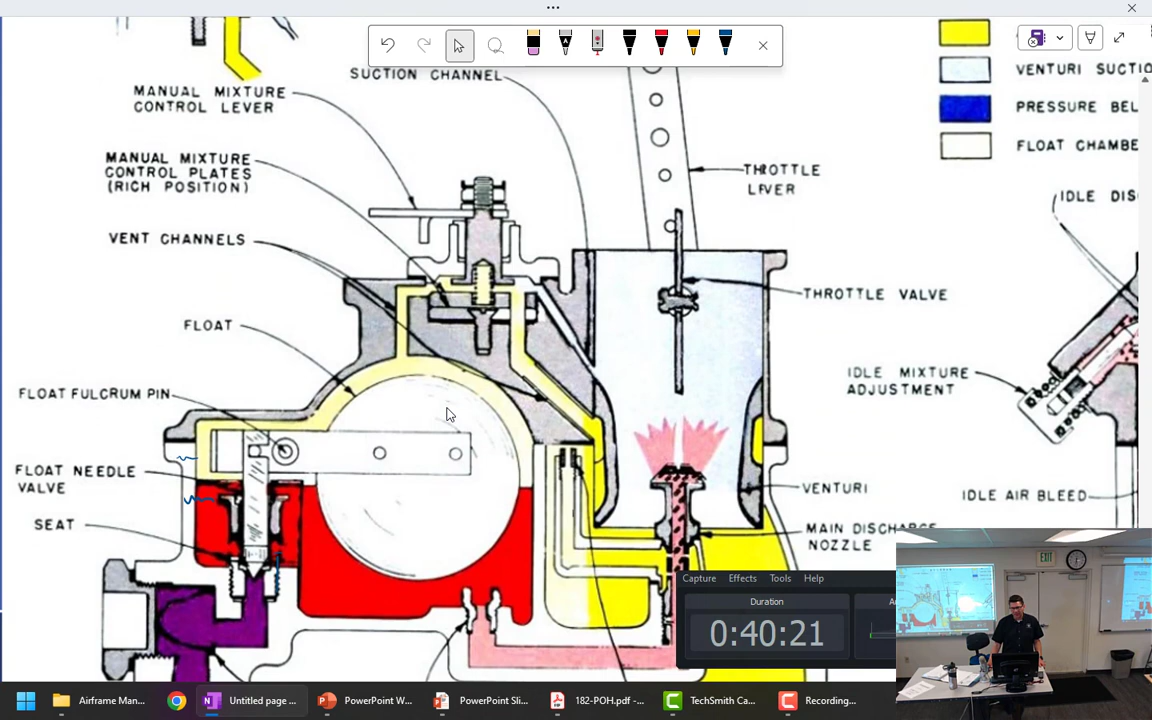 SUCTION CHANNEL
MANUAL MIXTURE
CONTROL LEVER
VENTURI SUCTIO
PRESSURE BEL
FLOAT CHAMBE
MANUAL MIXTURE
CONTROL PLATES
(RICH POSITION)
THROTTLE
LEVER
IDLE DIS
VENT CHANNELS
THROTTLE VALVE
FLOAT
IDLE MIXTURE
ADJUSTMENT
FLOAT FULCRUM PIN
FLOAT NEEDLE
VALVE
VENTURI
IDLE AIR BLEED
SEAT
MAIN DISCHARGE
NOZZLE
EXIT
Capture Effects Tools Help
Duration
0:40:21
Airframe Man...
Untitled page ...
PowerPoint W...
PowerPoint Sli...
182-POH.pdf -...
TechSmith Ca...
Recording...